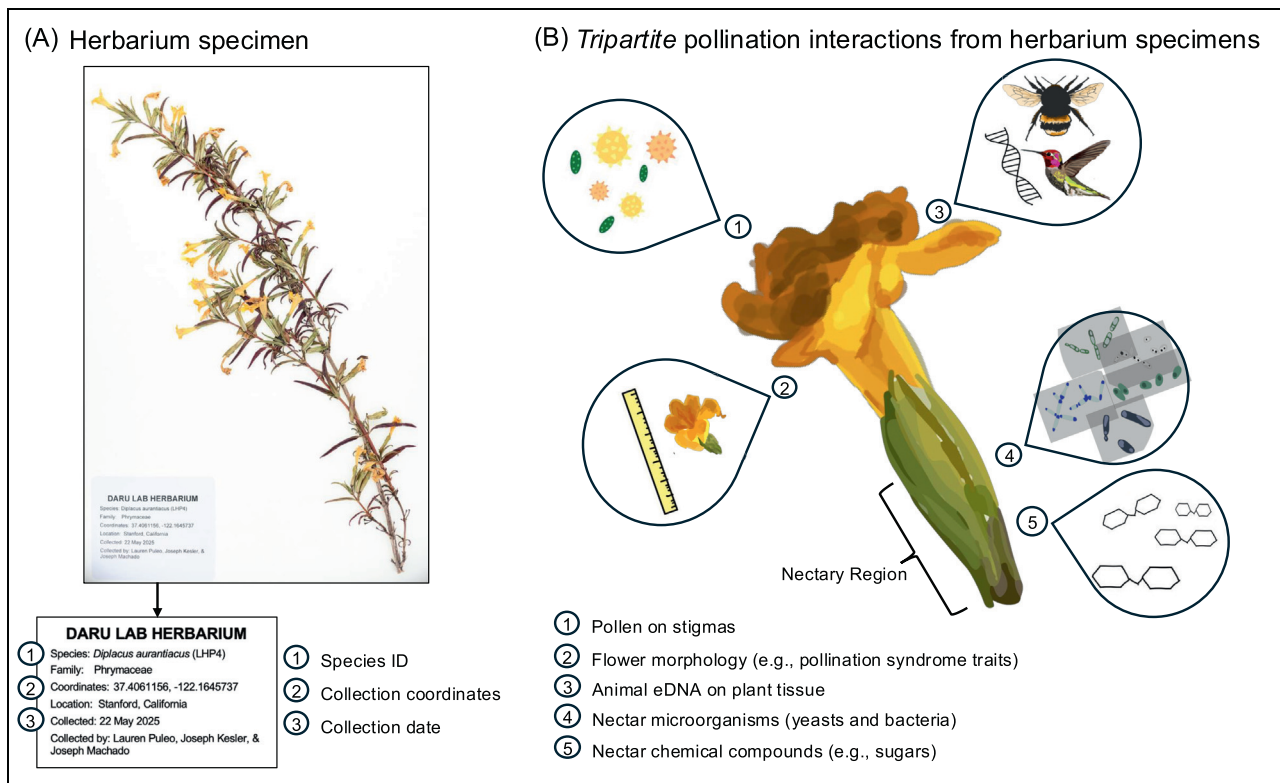 (A) Herbarium specimen
DARU LAB HERBARIUM
Species: Diplacus aurantiacus (LHP4)
Family: Phrymaceae
Coordinates: 37.4061156, -122.1645737
Location: Stanford, California
Collected: 22 May 2025
Collected by: Lauren Puleo, Joseph Kesler, &
Joseph Machado
DARU LAB HERBARIUM
1 Species: Diplacus aurantiacus (LHP4)
Family: Phrymaceae
2 Coordinates: 37.4061156, -122.1645737
Location: Stanford, California
3 Collected: 22 May 2025
Collected by: Lauren Puleo, Joseph Kesler, &
Joseph Machado
1 Species ID
2 Collection coordinates
3 Collection date
(B) Tripartite pollination interactions from herbarium specimens
1
3
2
4
5
Nectary Region
1 Pollen on stigmas
2 Flower morphology (e.g., pollination syndrome traits)
3 Animal eDNA on plant tissue
4 Nectar microorganisms (yeasts and bacteria)
5 Nectar chemical compounds (e.g., sugars)